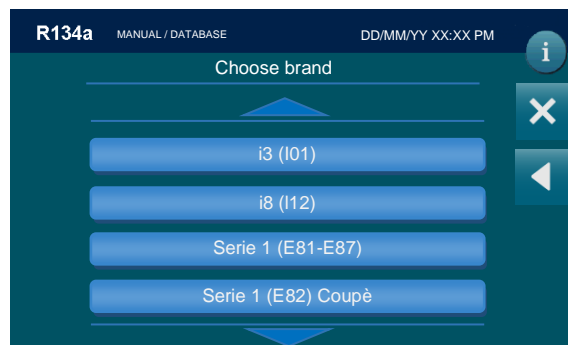 R134a MANUAL / DATABASE DD/MM/YY XX:XX PM
i
Choose brand
i3 (I01)
i8 (I12)
Serie 1 (E81-E87)
Serie 1 (E82) Coupè